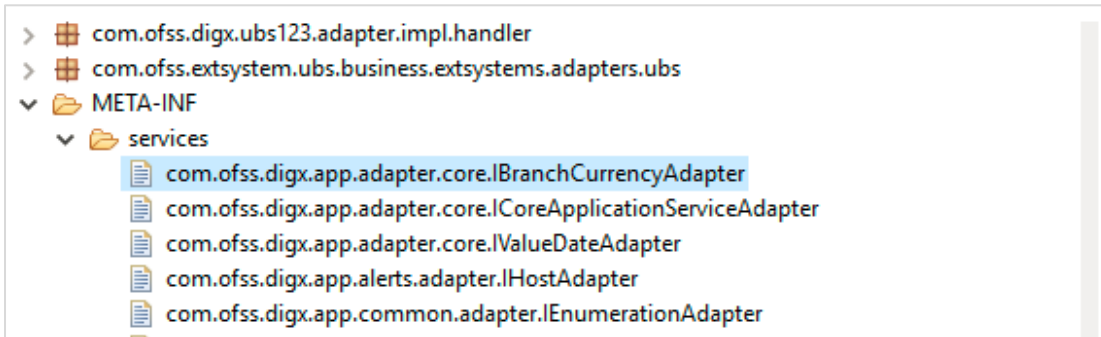 com.ofss.digx.ubs123.adapter.impl.handler
com.ofss.extsystem.ubs.business.extsystems.adapters.ubs
META-INF
services
com.ofss.digx.app.adapter.core.IBranchCurrencyAdapter
com.ofss.digx.app.adapter.core.ICoreApplicationServiceAdapter
com.ofss.digx.app.adapter.core.IValueDateAdapter
com.ofss.digx.app.alerts.adapter.IHostAdapter
com.ofss.digx.app.common.adapter.IEnumerationAdapter